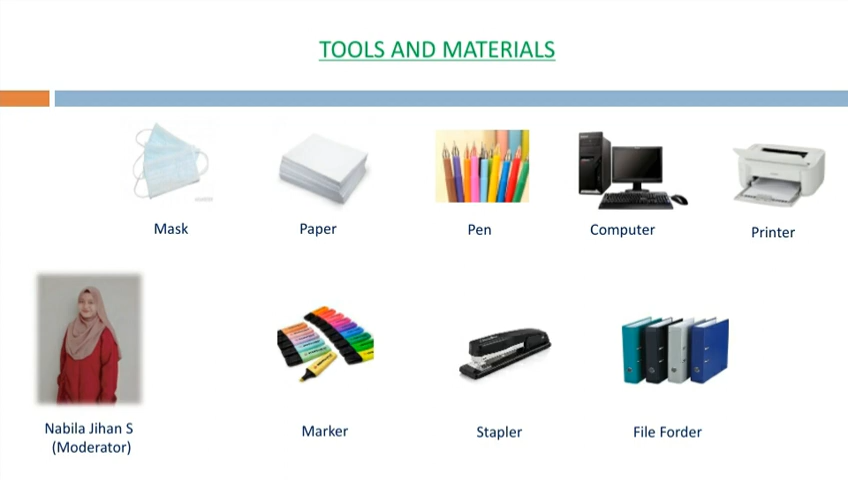 TOOLS AND MATERIALS
Mask
Paper
Pen
Computer
Printer
Nabila Jihan S
(Moderator)
Marker
Stapler
File Forder